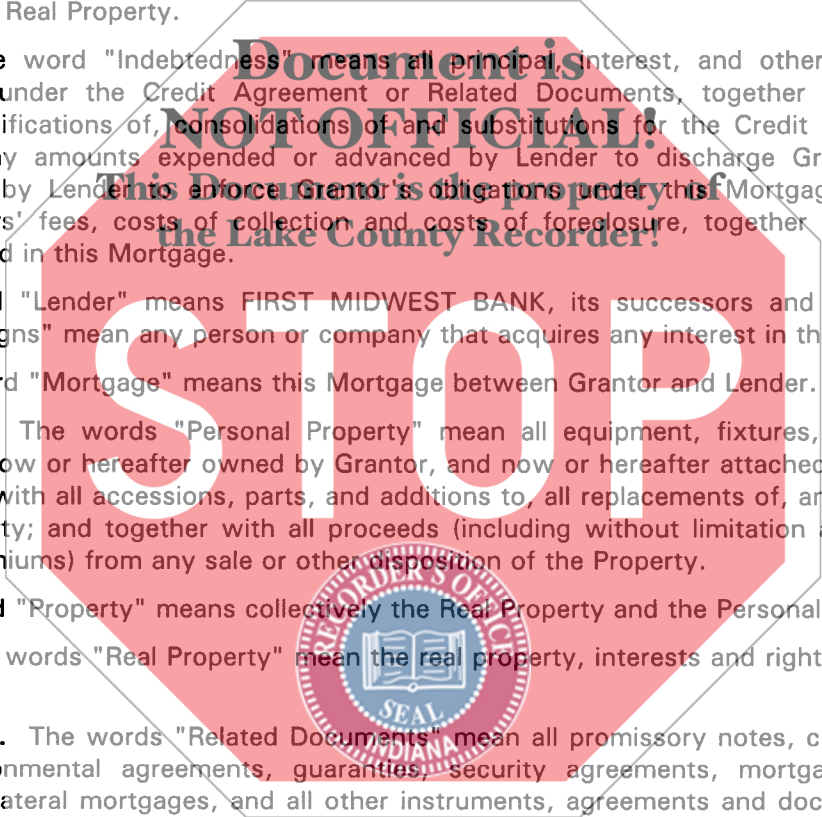 Real Property.
Document is
word "Indebtedness" means all principal, interest, and other
under the Credit Agreement or Related Documents, together
NOT OFFICIAL!
ifications of, consolidations of and substitutions for the Credit
y amounts expended or advanced by Lender to discharge Gr
This Document is the property of
by Lender to enforce Grantor's obligations under this Mortgag
the Lake County Recorder!
rs' fees, costs of collection and costs of foreclosure, together
d in this Mortgage.
"Lender" means FIRST MIDWEST BANK, its successors and
gns" mean any person or company that acquires any interest in th
STOP
rd "Mortgage" means this Mortgage between Grantor and Lender.
The words "Personal Property" mean all equipment, fixtures,
ow or hereafter owned by Grantor, and now or hereafter attached
with all accessions, parts, and additions to, all replacements of, an
ty; and together with all proceeds (including without limitation a
niums) from any sale or other disposition of the Property.
RECORDER'S OFFICE
"Property" means collectively the Real Property and the Personal
words "Real Property" mean the real property, interests and right
SEAL
INDIANA
. The words "Related Documents" mean all promissory notes, c
onmental agreements, guaranties, security agreements, mortga
ateral mortgages, and all other instruments, agreements and doc